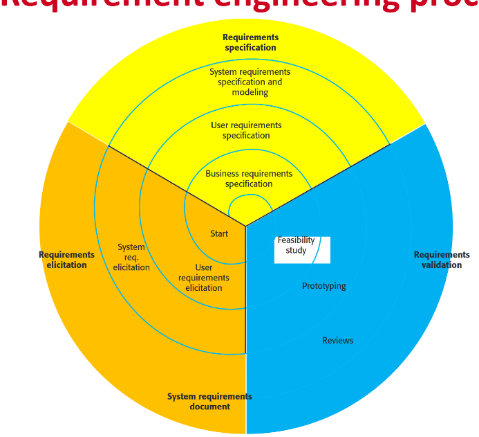 Requirement engineering proc
Requirements
specification
System requirements
specification and
modeling
User requirements
specification
Business requirements
specification
Start
Feasibility
study
System
req.
elicitation
Requirements
elicitation
Requirements
validation
User
requirements
elicitation
Prototyping
Reviews
System requirements
document